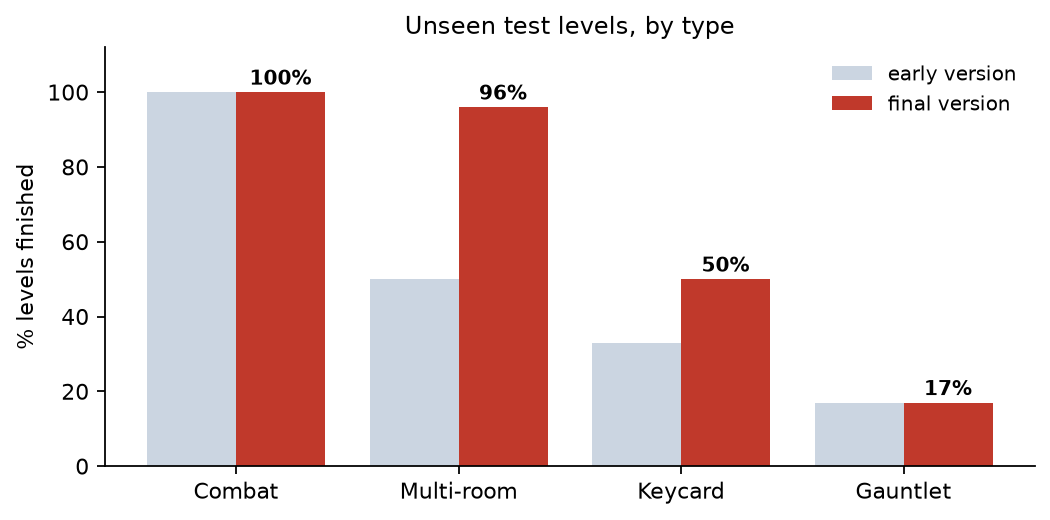 Unseen test levels, by type
early version
final version
% levels finished
100
80
60
40
20
0
100%
96%
50%
17%
Combat
Multi-room
Keycard
Gauntlet